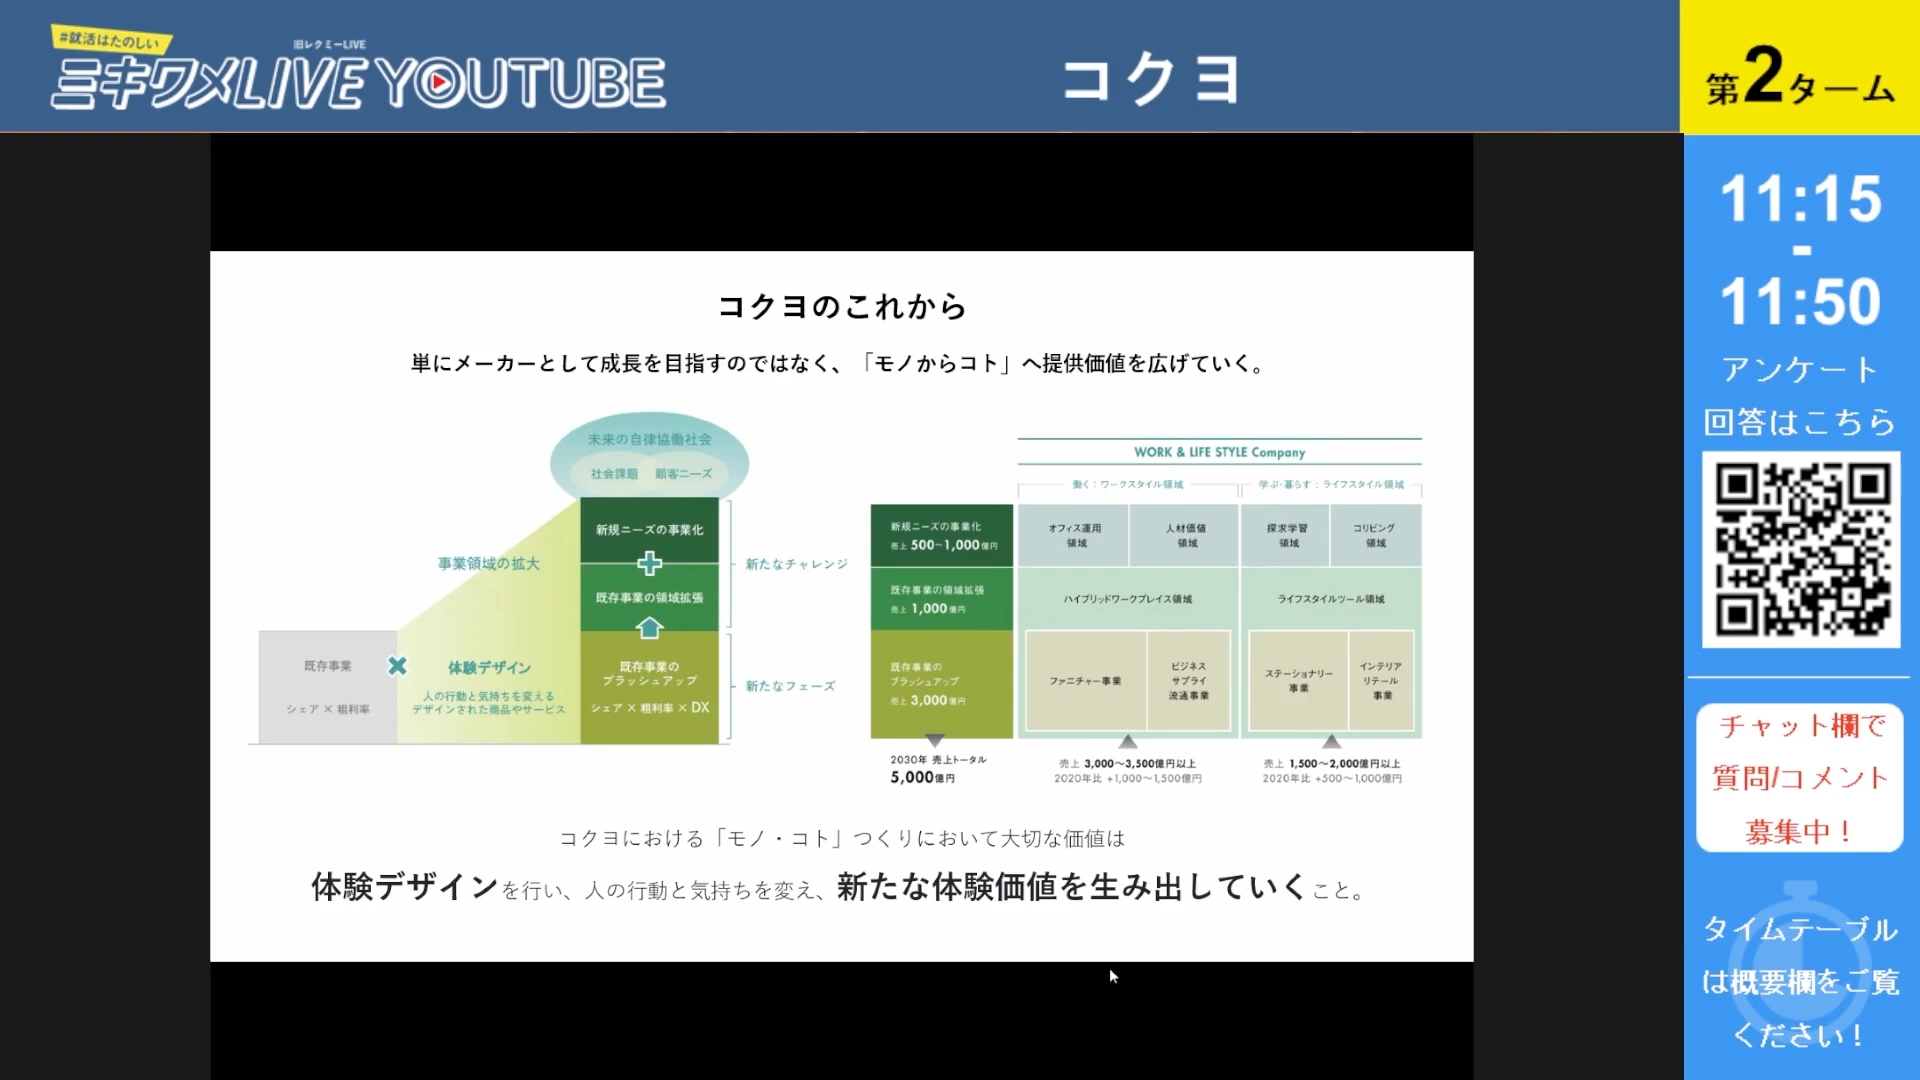 #就活はたのしい
旧レクミーLIVE
ミキワメLIVE YOUTUBE
コクヨ
第2ターム
11:15
-
11:50
アンケート
回答はこちら
チャット欄で
質問/コメント
募集中！
タイムテーブル
は概要欄をご覧
ください！
コクヨのこれから
単にメーカーとして成長を目指すのではなく、「モノからコト」へ提供価値を広げていく。
未来の自律協働社会
社会課題 顧客ニーズ
新規ニーズの事業化
事業領域の拡大
新たなチャレンジ
既存事業の領域拡張
既存事業
シェア × 粗利率
体験デザイン
人の行動と気持ちを変える
デザインされた商品やサービス
既存事業の
ブラッシュアップ
シェア × 粗利率 × DX
新たなフェーズ
WORK & LIFE STYLE Company
働く：ワークスタイル領域
学ぶ・暮らす：ライフスタイル領域
新規ニーズの事業化
売上 500～1,000億円
オフィス運用
領域
人材価値
領域
探求学習
領域
コリビング
領域
既存事業の領域拡張
売上 1,000億円
ハイブリッドワークプレイス領域
ライフスタイルツール領域
既存事業の
ブラッシュアップ
売上 3,000億円
ファニチャー事業
ビジネス
サプライ
流通事業
ステーショナリー
事業
インテリア
リテール
事業
2030年 売上トータル
5,000億円
売上 3,000～3,500億円以上
2020年比 +1,000～1,500億円
売上 1,500～2,000億円以上
2020年比 +500～1,000億円
コクヨにおける「モノ・コト」つくりにおいて大切な価値は
体験デザインを行い、人の行動と気持ちを変え、新たな体験価値を生み出していくこと。